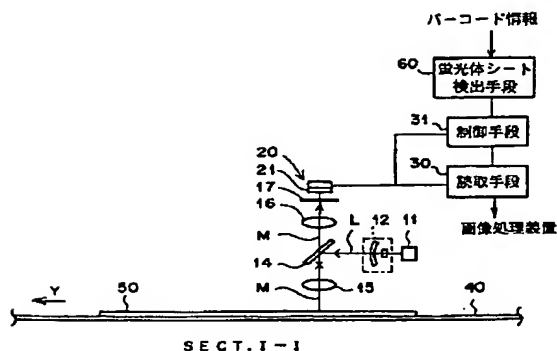 バーコード情報
60
蛍光体シート
検出手段
31
制御手段
20
21
30
読取手段
17
16
画像処理装置
L
12
11
M
14
Y
50
M
15
40
SECT. I-I